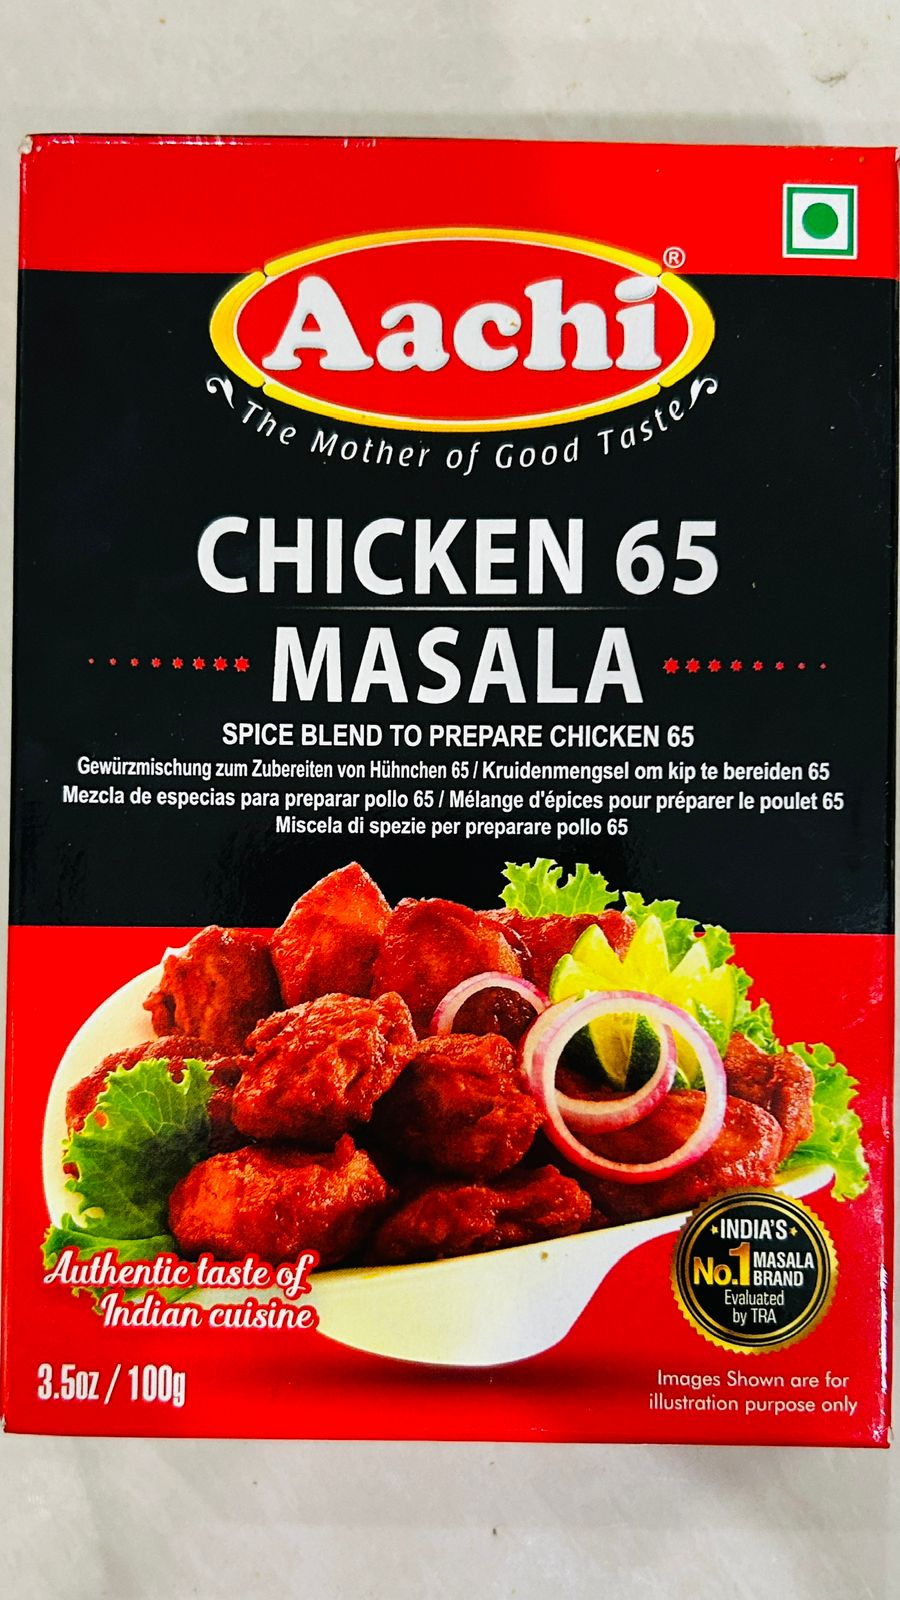 Aachi®
The Mother of Good Taste
CHICKEN 65
MASALA
SPICE BLEND TO PREPARE CHICKEN 65
Gewürzmischung zum Zubereiten von Hühnchen 65 / Kruidenmengsel om kip te bereiden 65
Mezcla de especias para preparar pollo 65 / Mélange d'épices pour préparer le poulet 65
Miscela di spezie per preparare pollo 65
Authentic taste of
Indian cuisine
3.5oz / 100g
INDIA'S
No.1 MASALA
BRAND
Evaluated
by TRA
Images Shown are for
illustration purpose only